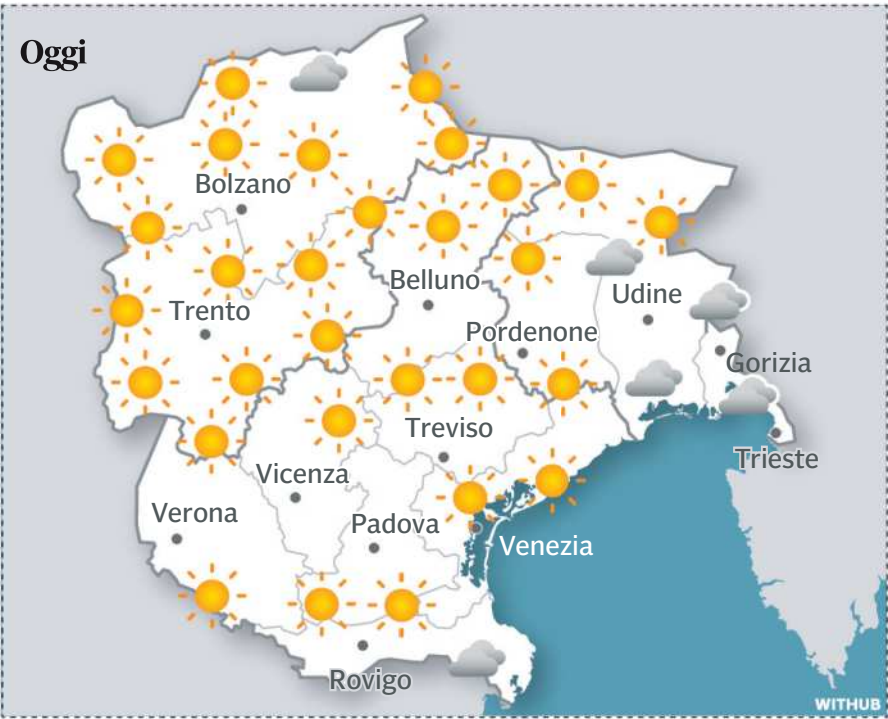 Oggi
Bolzano
Trento
Belluno
Udine
Pordenone
Gorizia
Treviso
Trieste
Vicenza
Verona
Padova
Venezia
Rovigo
WITHUB